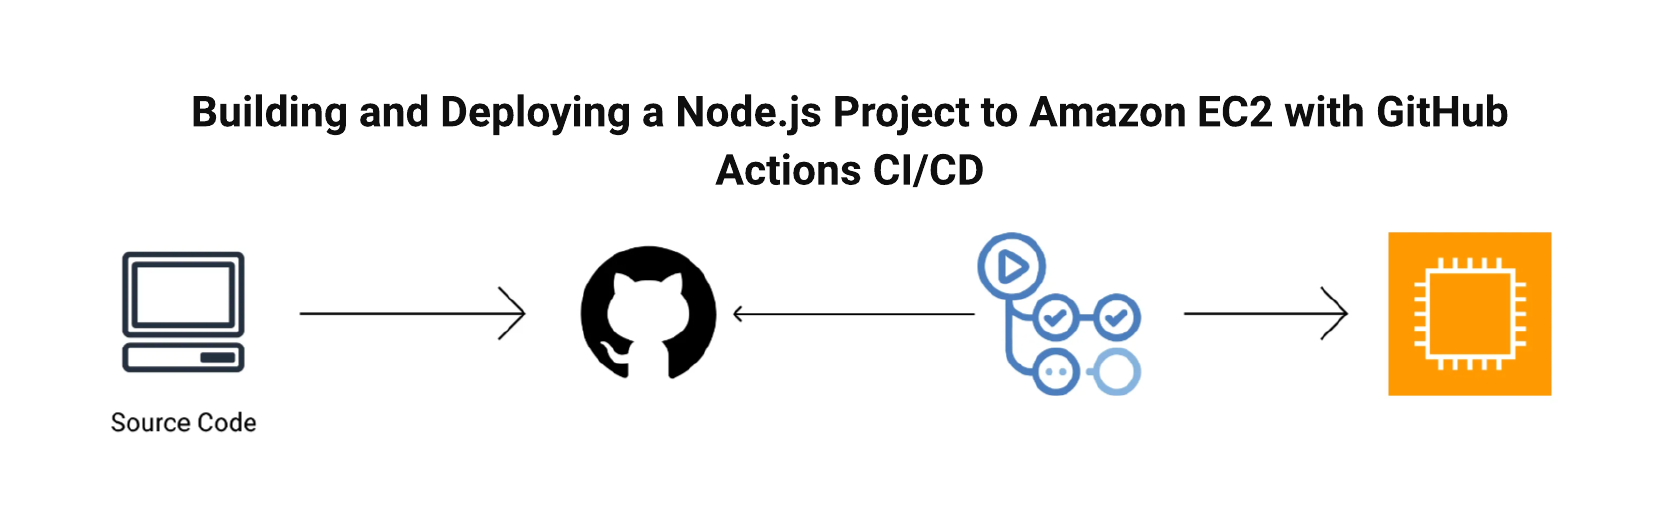 Building and Deploying a Node.js Project to Amazon EC2 with GitHub
Actions CI/CD
Source Code